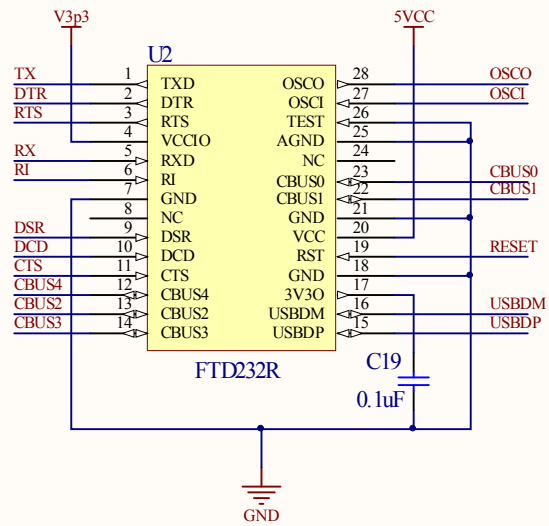 V3p3 5VCC
U2
TX 1 TXD OSCO 28 OSCO
DTR 2 DTR OSCI 27 OSCI
RTS 3 RTS TEST 26
4 VCCIO AGND 25
RX 5 RXD NC 24
RI 6 RI CBUS0 23 CBUS0
7 GND CBUS1 22 CBUS1
8 NC GND 21
DSR 9 DSR VCC 20
DCD 10 DCD RST 19 RESET
CTS 11 CTS GND 18
CBUS4 12 CBUS4 3V3O 17
CBUS2 13 CBUS2 USBDM 16 USBDM
CBUS3 14 CBUS3 USBDP 15 USBDP
FTD232R
C19
0.1uF
GND